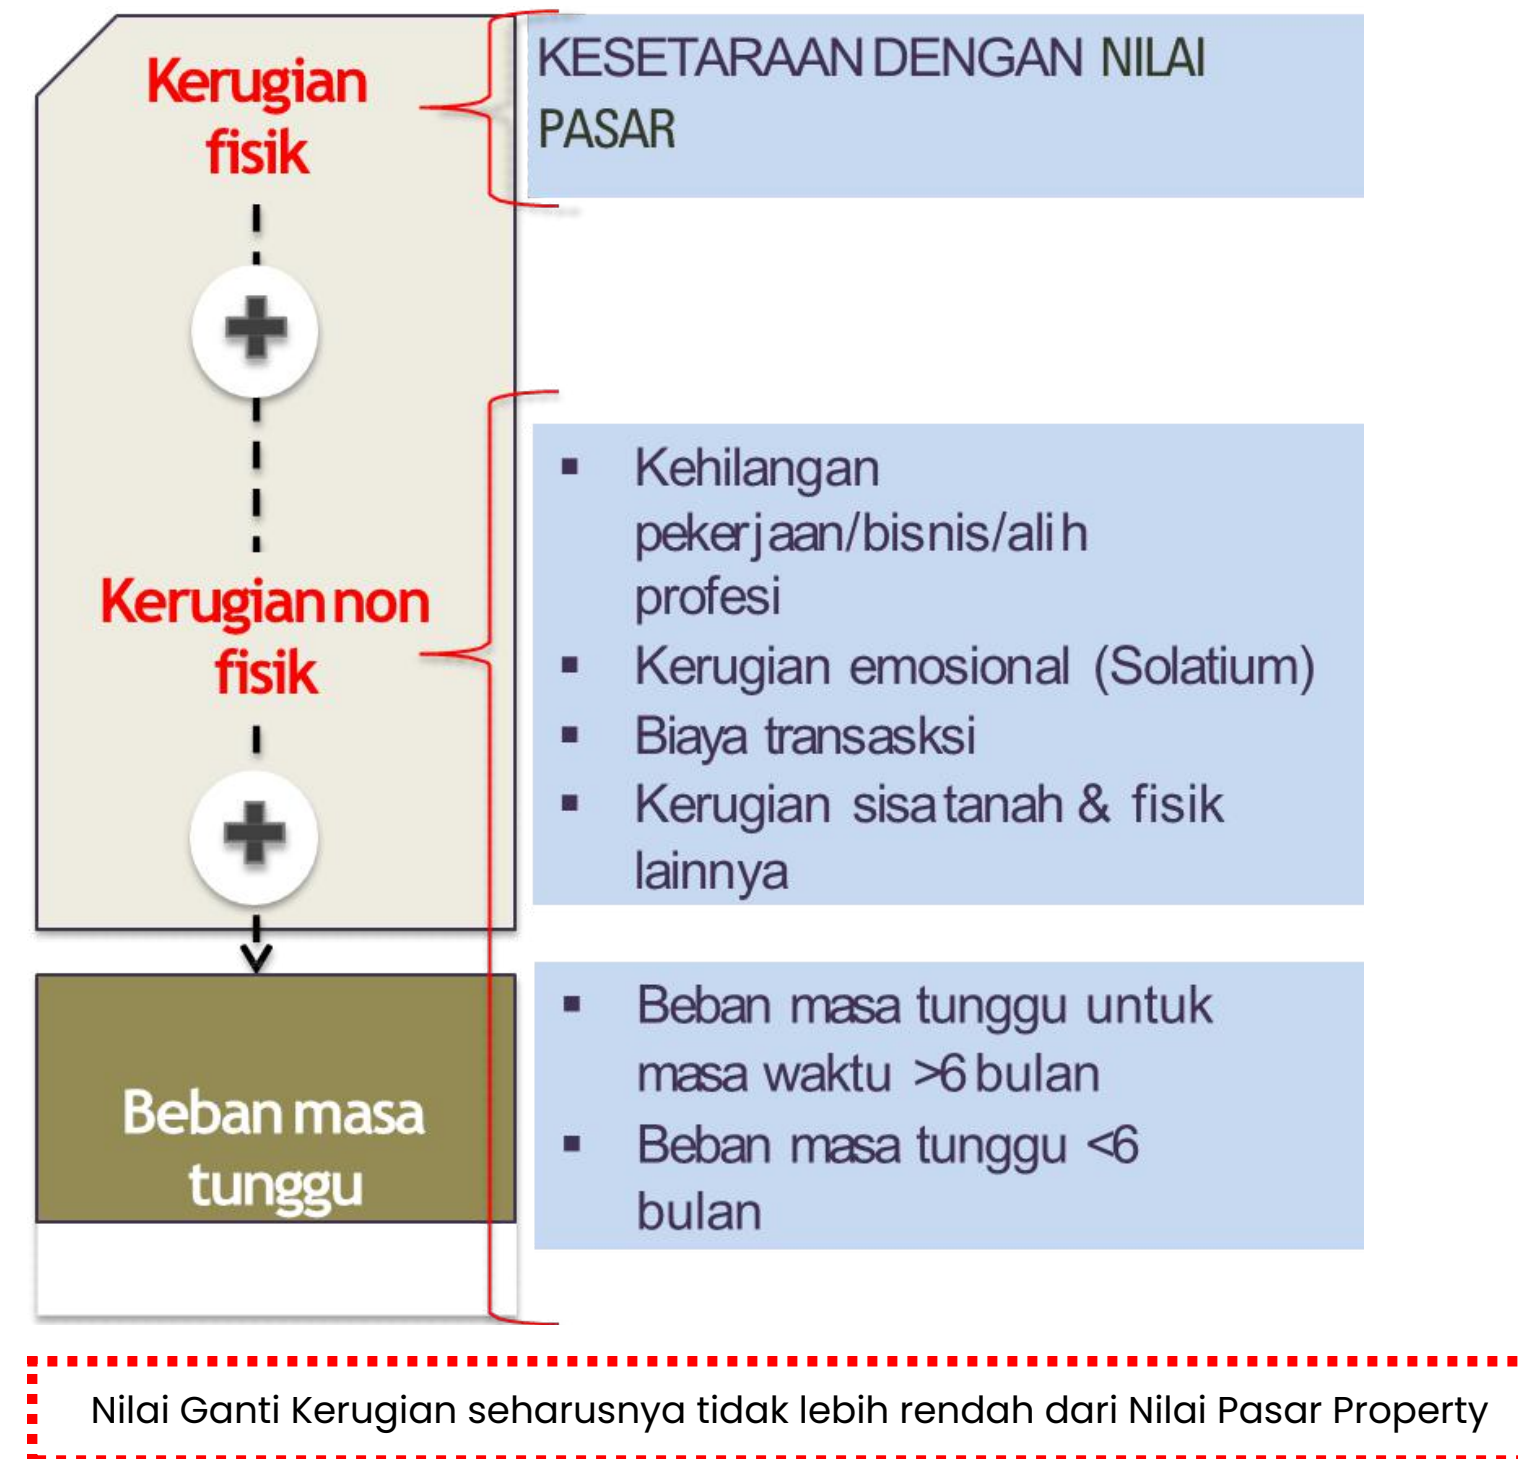 Kerugian
fisik
KESETARAAN DENGAN NILAI
PASAR
Kerugian non
fisik
▪ Kehilangan
pekerjaan/bisnis/alih
profesi
▪ Kerugian emosional (Solatium)
▪ Biaya transasksi
▪ Kerugian sisa tanah & fisik
lainnya
Beban masa
tunggu
▪ Beban masa tunggu untuk
masa waktu >6 bulan
▪ Beban masa tunggu <6
bulan
Nilai Ganti Kerugian seharusnya tidak lebih rendah dari Nilai Pasar Property